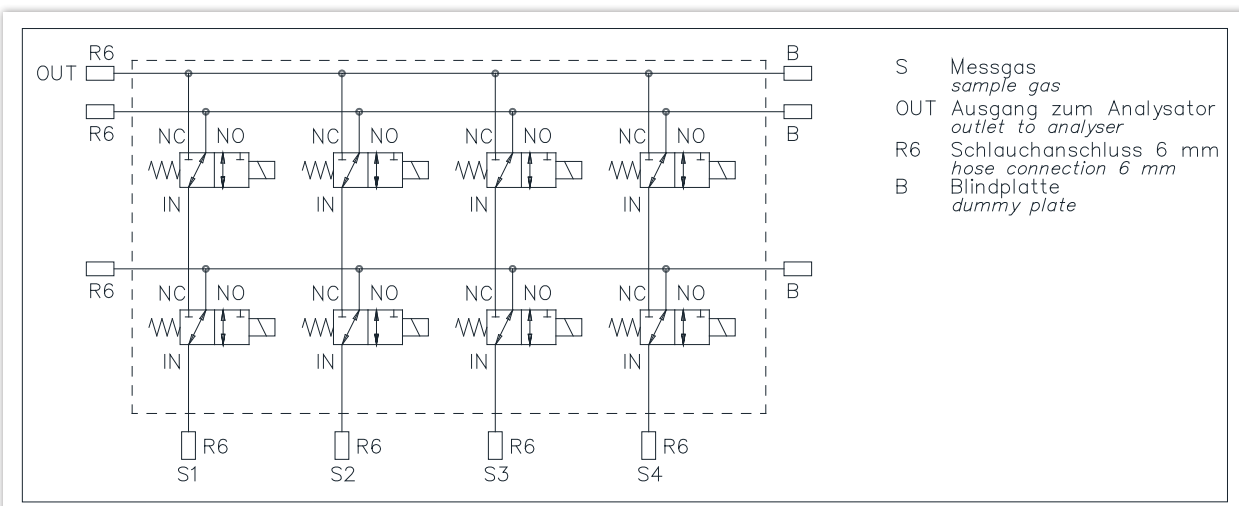 R6 B
OUT
R6 B
NC NO NC NO NC NO NC NO
IN IN IN IN
R6 B
NC NO NC NO NC NO NC NO
IN IN IN IN
R6 R6 R6 R6
S1 S2 S3 S4
S Messgas
sample gas
OUT Ausgang zum Analysator
outlet to analyser
R6 Schlauchanschluss 6 mm
hose connection 6 mm
B Blindplatte
dummy plate